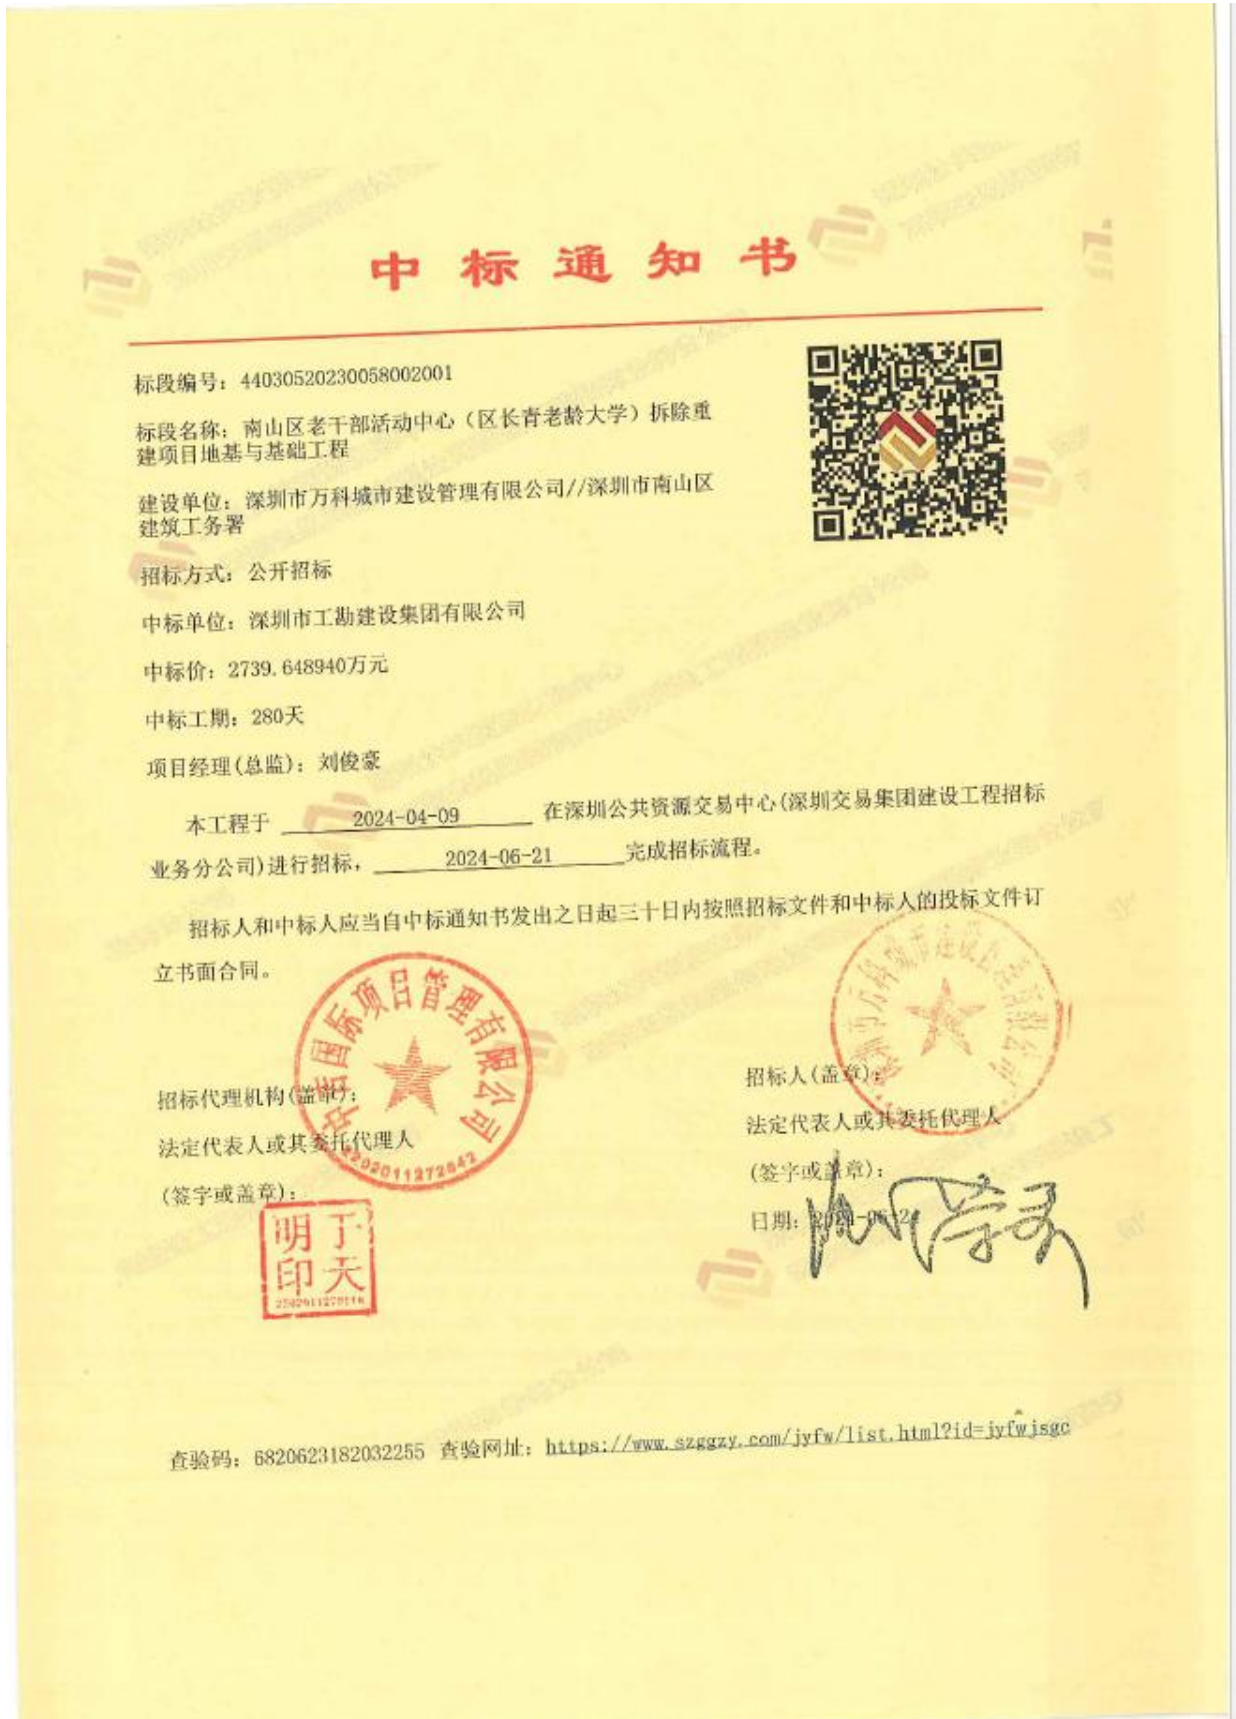 中标通知书
标段编号：44030520230058002001
标段名称：南山区老干部活动中心（区长青老龄大学）拆除重
建项目地基与基础工程
建设单位：深圳市万科城市建设管理有限公司//深圳市南山区
建筑工务署
招标方式：公开招标
中标单位：深圳市工勘建设集团有限公司
中标价：2739.648940万元
中标工期：280天
项目经理(总监)：刘俊豪
本工程于 2024-04-09 在深圳公共资源交易中心(深圳交易集团建设工程招标
业务分公司)进行招标， 2024-06-21 完成招标流程。
招标人和中标人应当自中标通知书发出之日起三十日内按照招标文件和中标人的投标文件订
立书面合同。
国际项目管理有限公司
招标代理机构(盖章)：
法定代表人或其委托代理人
(签字或盖章)：
于天
明印
招标人(盖章)：
法定代表人或其委托代理人
(签字或盖章)：
日期：
查验码：6820623182032255 查验网址：https://www.szggzy.com/jyfw/list.html?id=jyfwjsgc